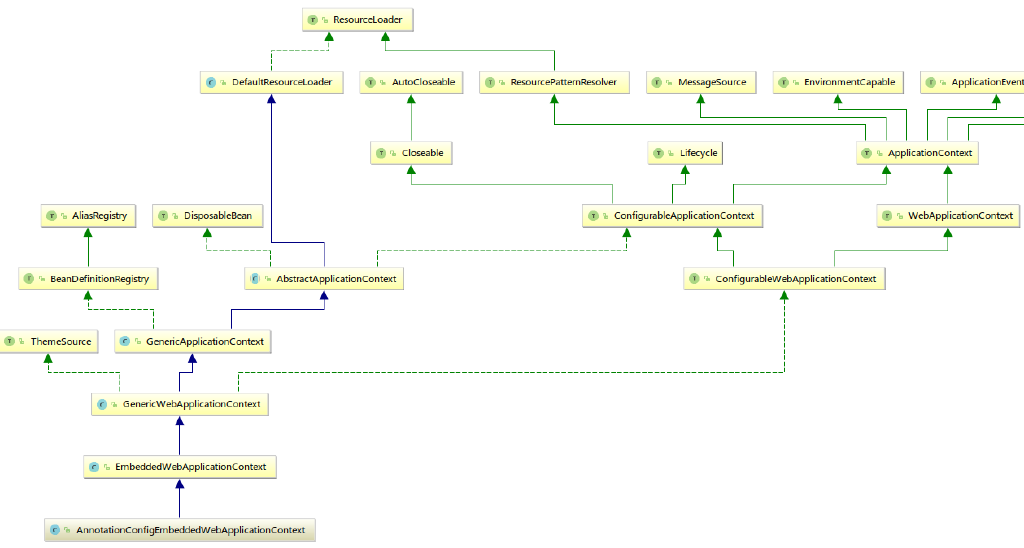 ResourceLoader
DefaultResourceLoader
AutoCloseable
ResourcePatternResolver
MessageSource
EnvironmentCapable
ApplicationEvent
Closeable
Lifecycle
ApplicationContext
AliasRegistry
DisposableBean
ConfigurableApplicationContext
WebApplicationContext
BeanDefinitionRegistry
AbstractApplicationContext
ConfigurableWebApplicationContext
ThemeSource
GenericApplicationContext
GenericWebApplicationContext
EmbeddedWebApplicationContext
AnnotationConfigEmbeddedWebApplicationContext